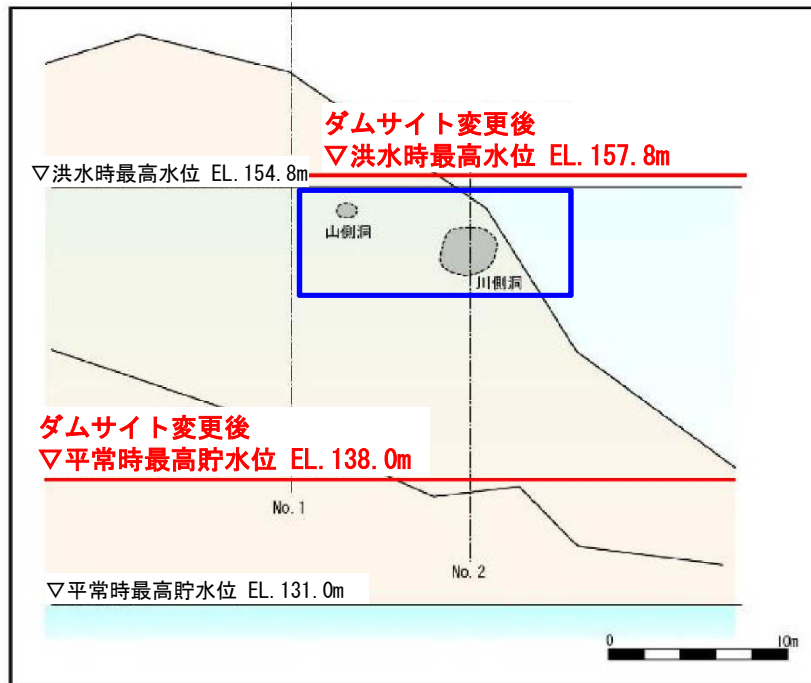 ダムサイト変更後
▽洪水時最高水位 EL.157.8m
▽洪水時最高水位 EL.154.8m
山側洞
川側洞
ダムサイト変更後
▽平常時最高貯水位 EL.138.0m
No.1
No.2
▽平常時最高貯水位 EL.131.0m
0 10m